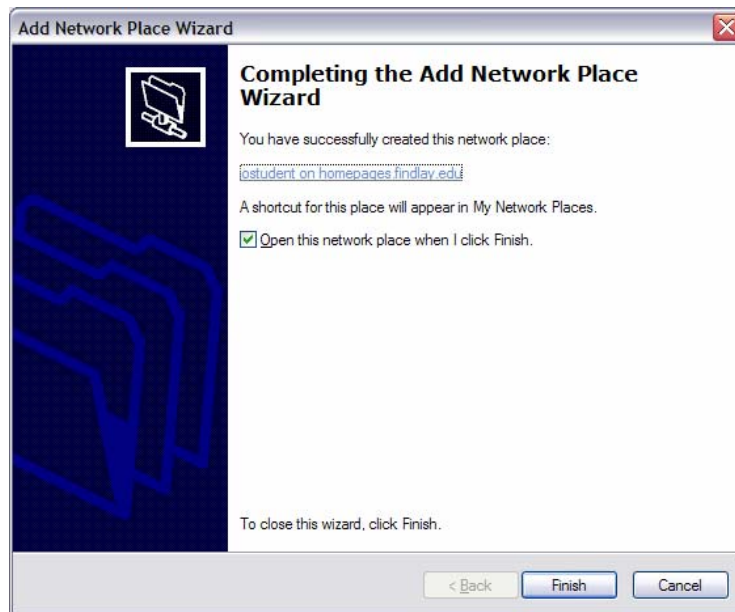 Add Network Place Wizard
Completing the Add Network Place
Wizard
You have successfully created this network place:
ostudent on homepages.findlay.edu
A shortcut for this place will appear in My Network Places.
Open this network place when I click Finish.
To close this wizard, click Finish.
< Back
Finish
Cancel